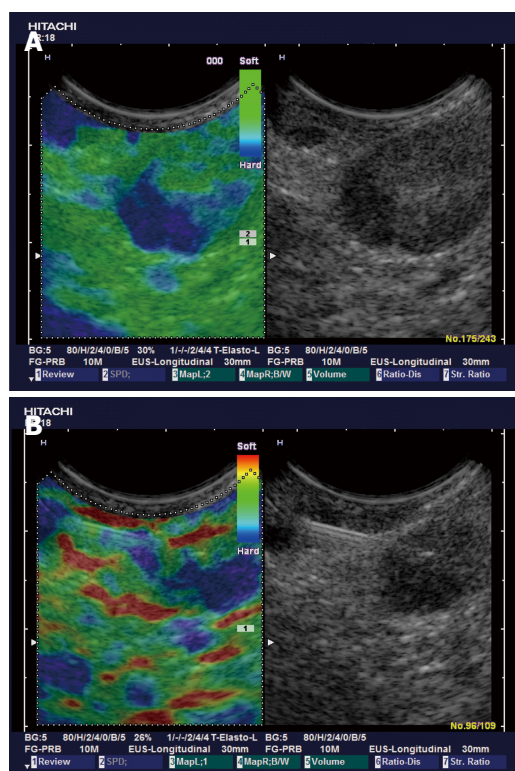 HITACHI
A
R:18
H
000 Soft
H
Hard
2
1
No.175/243
BG:5 80/H/2/4/0/B/5 30% 1/-/-/2/4/4 T-Elasto-L BG:5 80/H/2/4/0/B/5
FG-PRB 10M EUS-Longitudinal 30mm FG-PRB 10M EUS-Longitudinal 30mm
1Review 2SPD; 3MapL;2 4MapR;B/W 5Volume 6Ratio-Dis 7Str. Ratio
HITACHI
B
:18
H
Soft
H
Hard
1
No.96/109
BG:5 80/H/2/4/0/B/5 26% 1/-/-/2/4/4 T-Elasto-L BG:5 80/H/2/4/0/B/5
FG-PRB 10M EUS-Longitudinal 30mm FG-PRB 10M EUS-Longitudinal 30mm
1Review 2SPD; 3MapL;1 4MapR;B/W 5Volume 6Ratio-Dis 7Str. Ratio